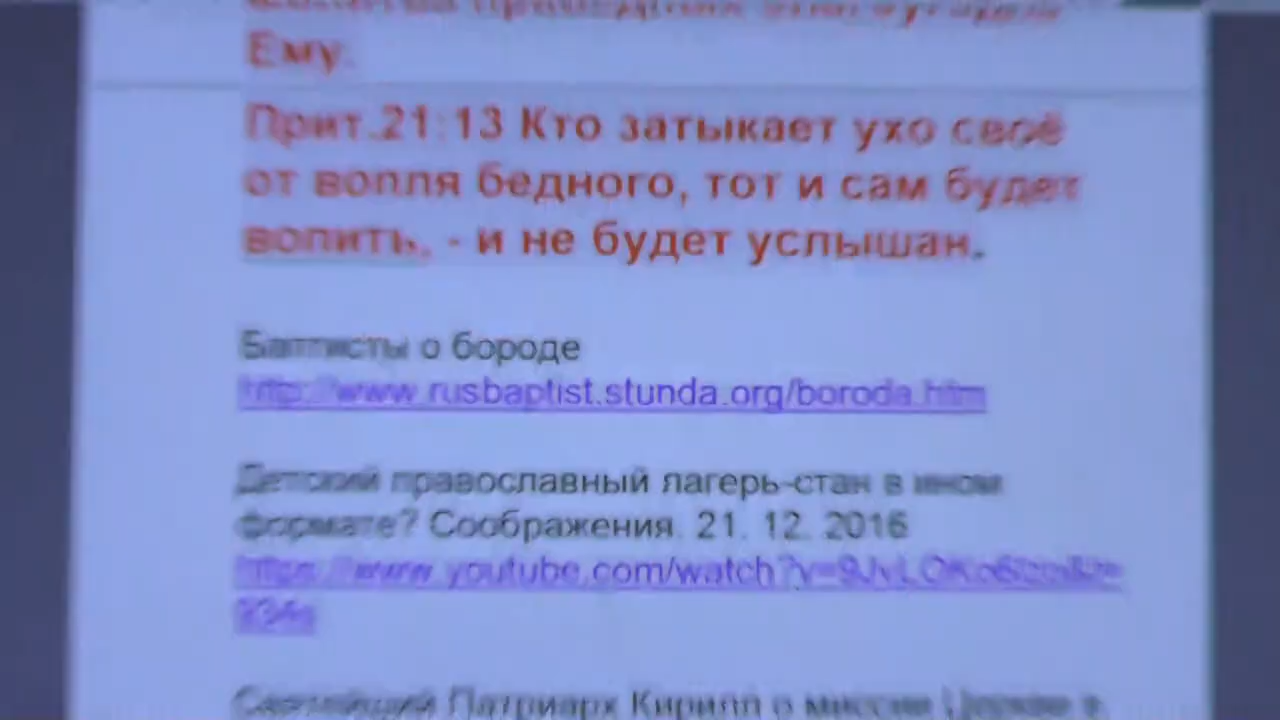 Ему.
Прит.21:13 Кто затыкает ухо своё
от вопля бедного, тот и сам будет
вопить, - и не будет услышан.
Баптисты о бороде
http://www.rusbaptist.stunda.org/boroda.htm
Детский православный лагерь-стан в ином
формате? Соображения. 21. 12. 2016
Святейший Патриарх Кирилл о миссии Церкви в